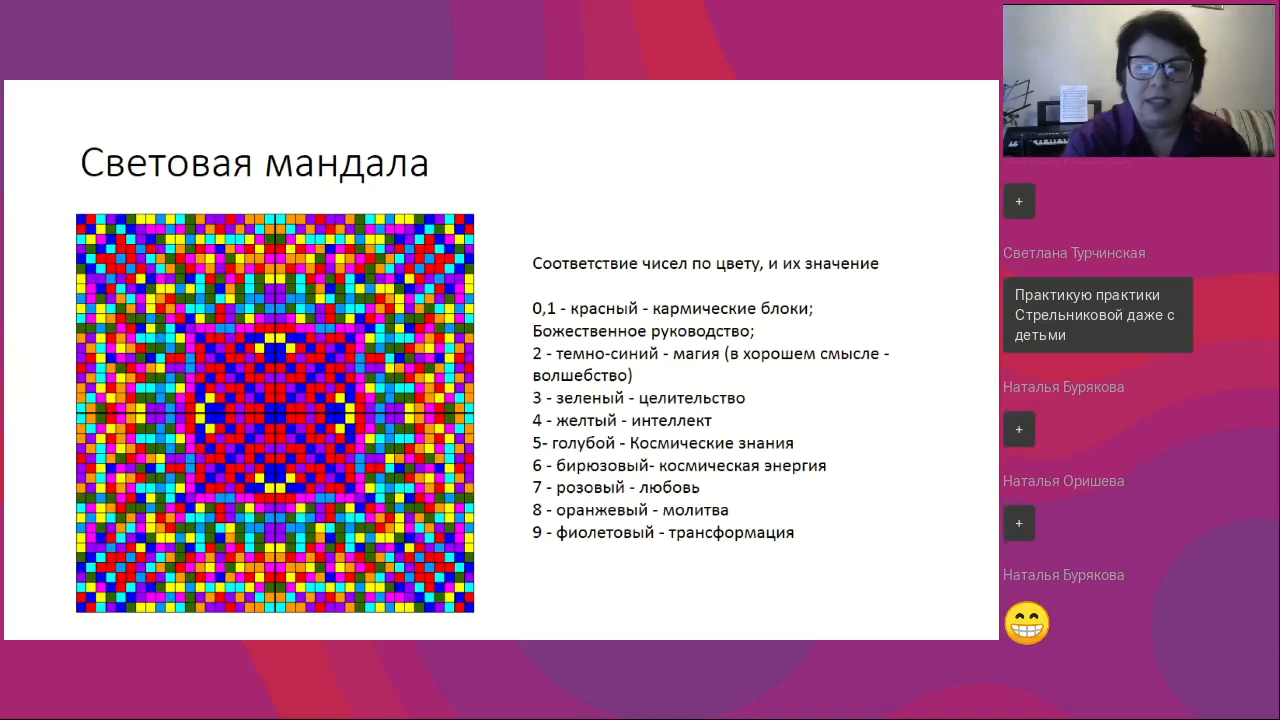 Световая мандала
Соответствие чисел по цвету, и их значение
0,1 - красный - кармические блоки;
Божественное руководство;
2 - темно-синий - магия (в хорошем смысле -
волшебство)
3 - зеленый - целительство
4 - желтый - интеллект
5- голубой - Космические знания
6 - бирюзовый- космическая энергия
7 - розовый - любовь
8 - оранжевый - молитва
9 - фиолетовый - трансформация
+
Светлана Турчинская
Практикую практики
Стрельниковой даже с
детьми
Наталья Бурякова
+
Наталья Оришева
+
Наталья Бурякова